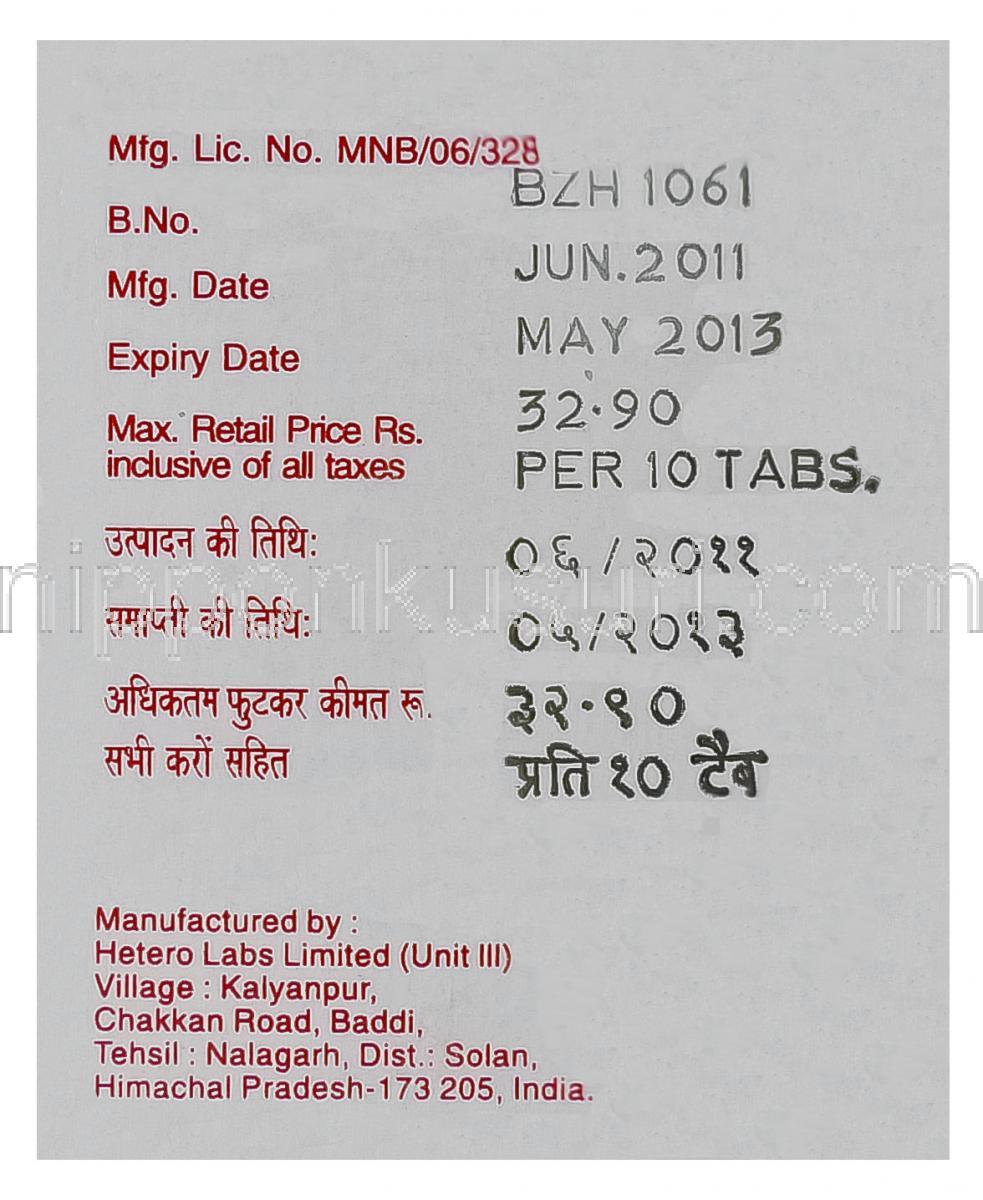 Mfg. Lic. No. MNB/06/328
B.No. BZH 1061
Mfg. Date JUN.2011
Expiry Date MAY 2013
Max. Retail Price Rs. 32.90
inclusive of all taxes PER 10 TABS.
उत्पादन की तिथि: ०६/२०११
nipponkusuri.com
समाप्ती की तिथि: ०५/२०१३
अधिकतम फुटकर कीमत रू. ३२.९०
सभी करों सहित प्रति १० टैब
Manufactured by :
Hetero Labs Limited (Unit III)
Village : Kalyanpur,
Chakkan Road, Baddi,
Tehsil : Nalagarh, Dist.: Solan,
Himachal Pradesh-173 205, India.